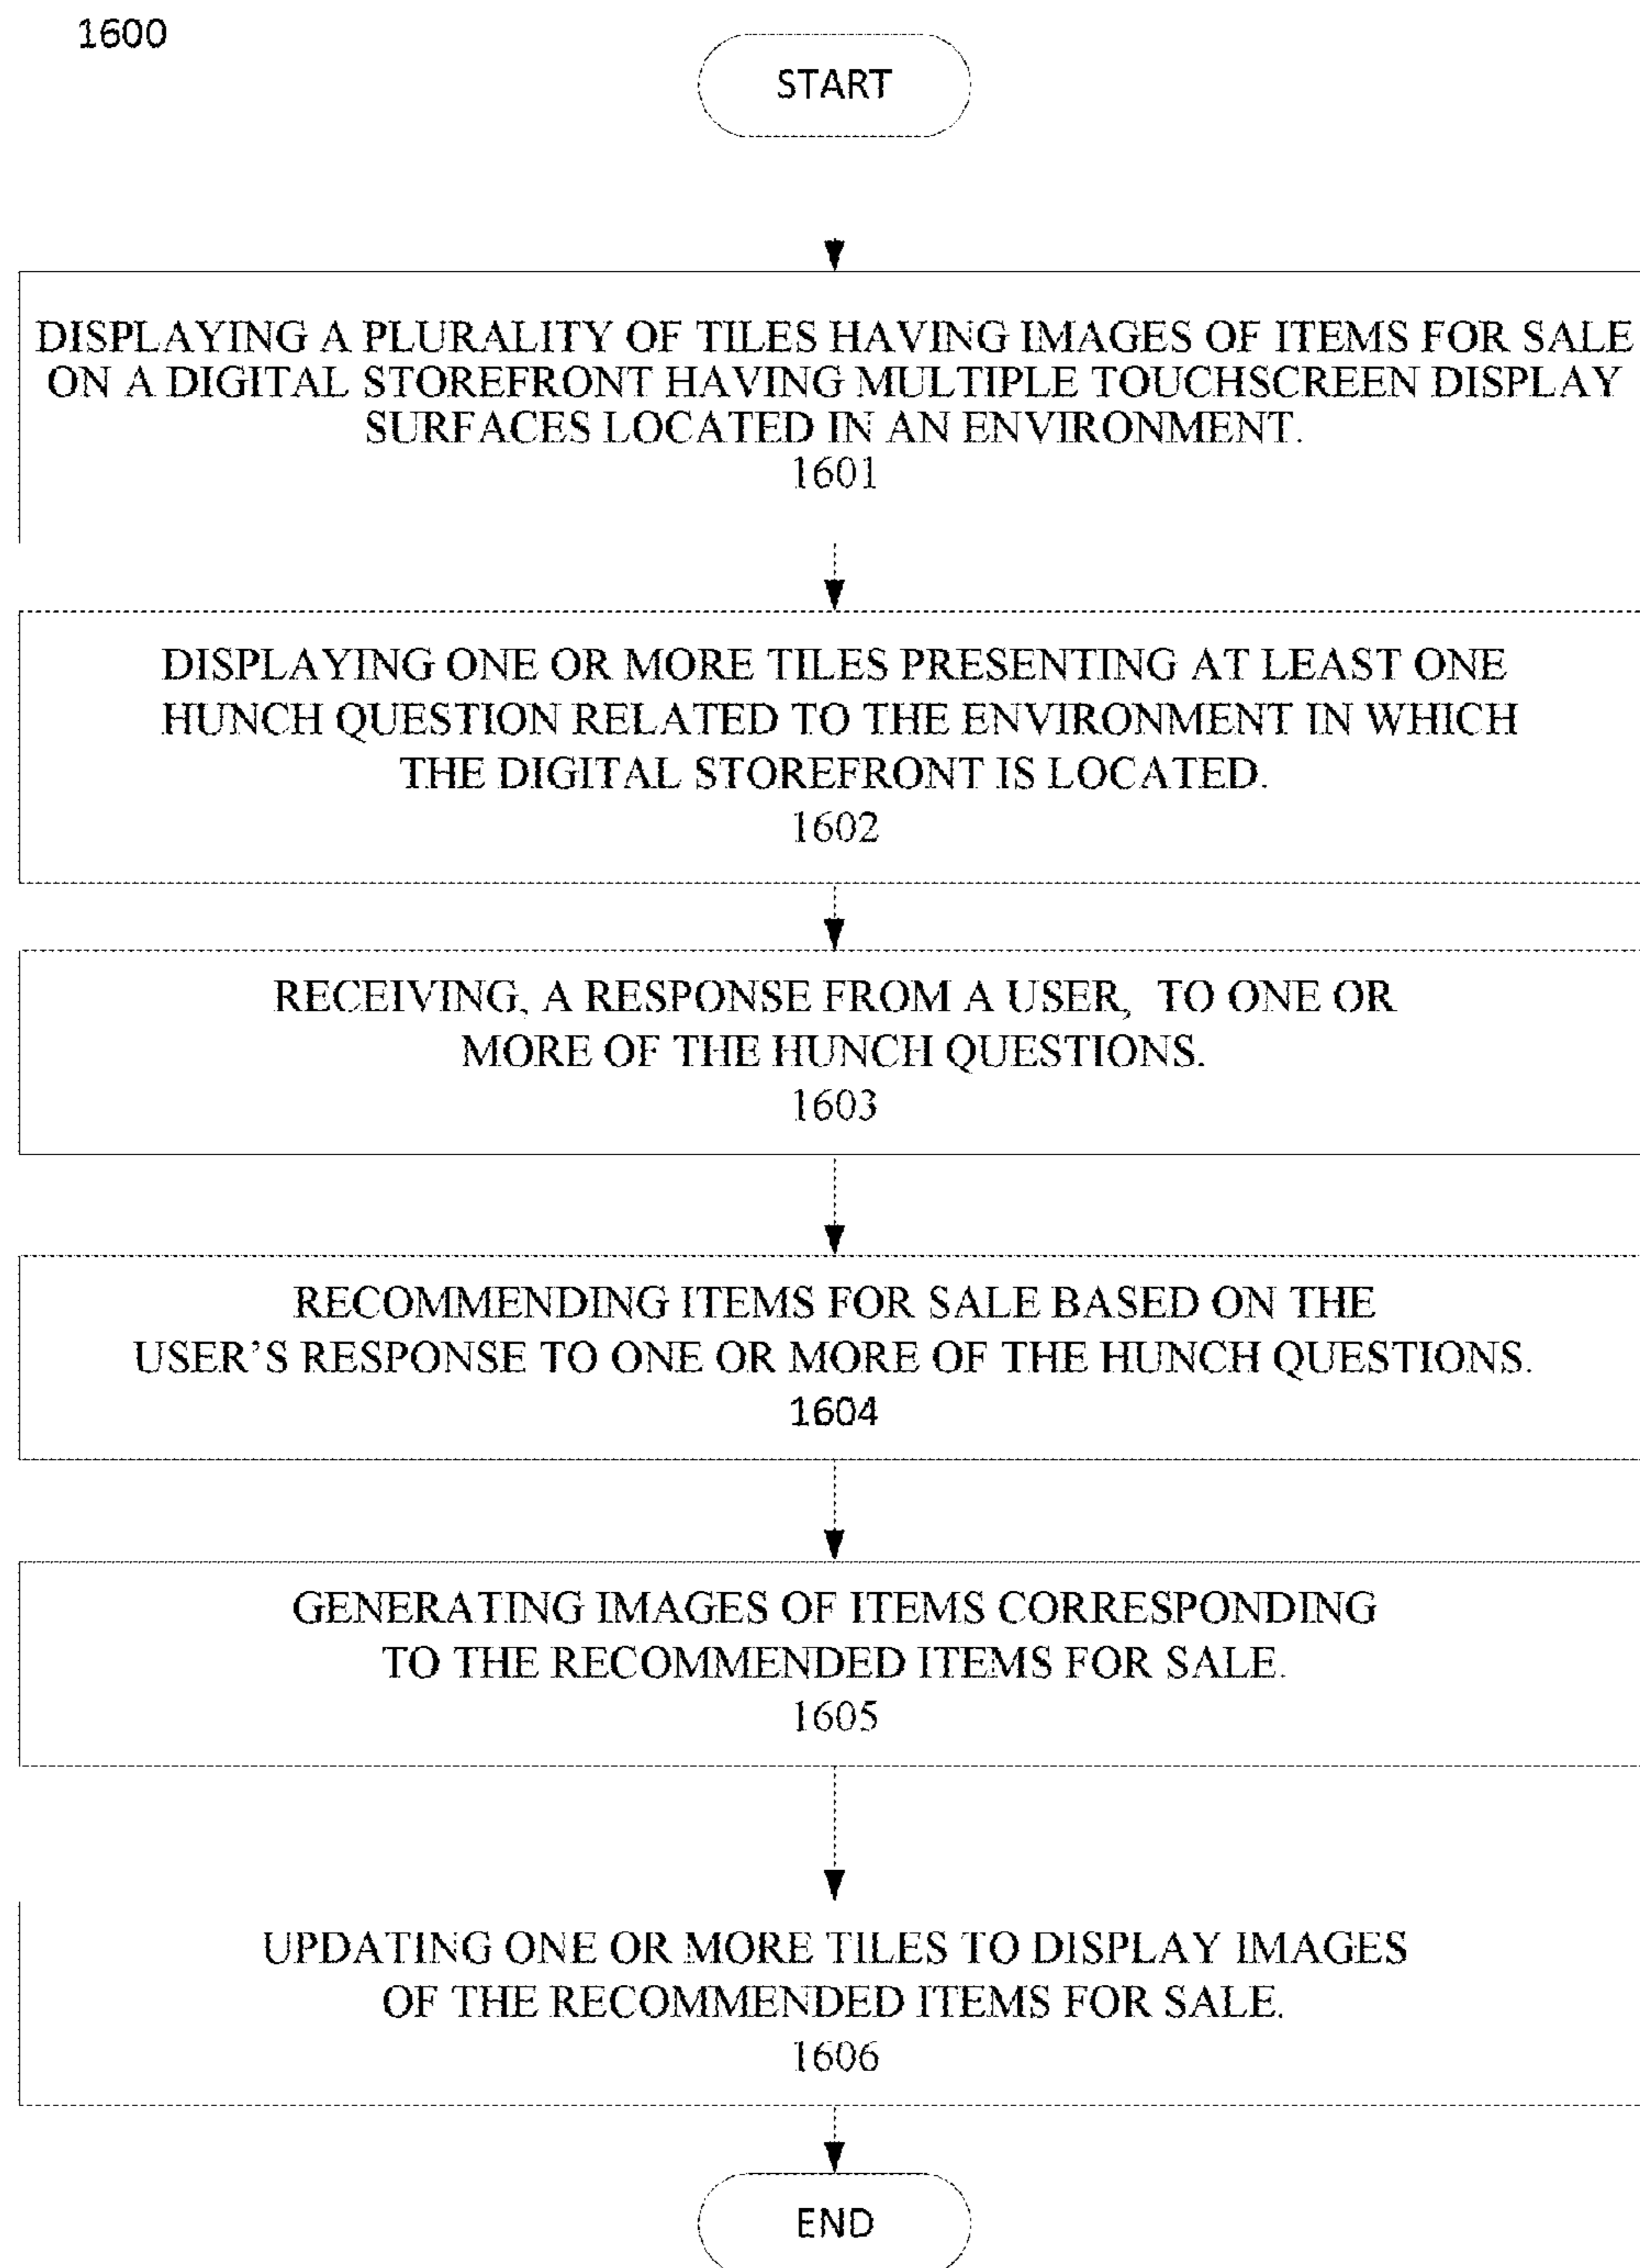 1600
START
DISPLAYING A PLURALITY OF TILES HAVING IMAGES OF ITEMS FOR SALE
ON A DIGITAL STOREFRONT HAVING MULTIPLE TOUCHSCREEN DISPLAY
SURFACES LOCATED IN AN ENVIRONMENT.
1601
DISPLAYING ONE OR MORE TILES PRESENTING AT LEAST ONE
HUNCH QUESTION RELATED TO THE ENVIRONMENT IN WHICH
THE DIGITAL STOREFRONT IS LOCATED.
1602
RECEIVING, A RESPONSE FROM A USER, TO ONE OR
MORE OF THE HUNCH QUESTIONS.
1603
RECOMMENDING ITEMS FOR SALE BASED ON THE
USER'S RESPONSE TO ONE OR MORE OF THE HUNCH QUESTIONS.
1604
GENERATING IMAGES OF ITEMS CORRESPONDING
TO THE RECOMMENDED ITEMS FOR SALE.
1605
UPDATING ONE OR MORE TILES TO DISPLAY IMAGES
OF THE RECOMMENDED ITEMS FOR SALE.
1606
END